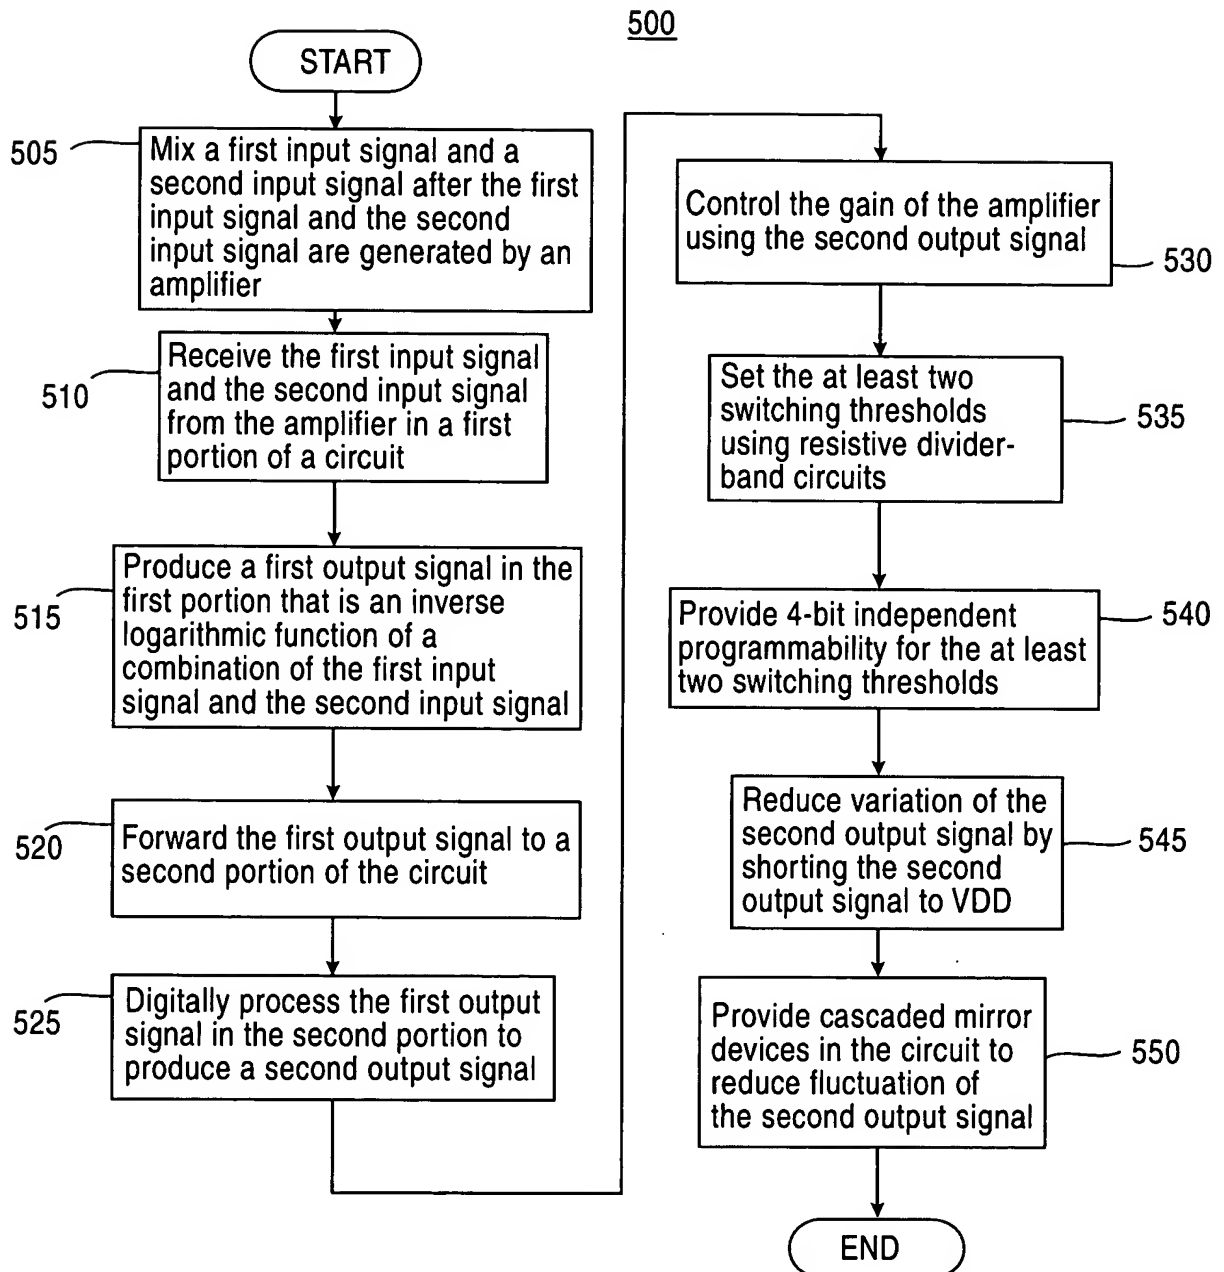 500
START
505
Mix a first input signal and a
second input signal after the first
input signal and the second
input signal are generated by an
amplifier
510
Receive the first input signal
and the second input signal
from the amplifier in a first
portion of a circuit
515
Produce a first output signal in the
first portion that is an inverse
logarithmic function of a
combination of the first input
signal and the second input signal
520
Forward the first output signal to a
second portion of the circuit
525
Digitally process the first output
signal in the second portion to
produce a second output signal
Control the gain of the amplifier
using the second output signal
530
Set the at least two
switching thresholds
using resistive divider-
band circuits
535
Provide 4-bit independent
programmability for the at least
two switching thresholds
540
Reduce variation of the
second output signal by
shorting the second
output signal to VDD
545
Provide cascaded mirror
devices in the circuit to
reduce fluctuation of
the second output signal
550
END